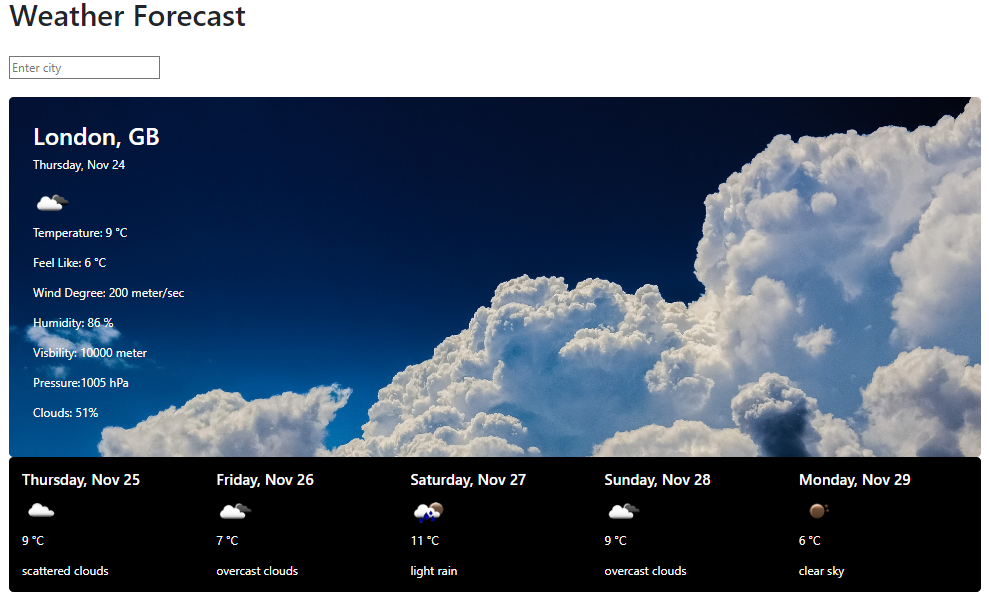 Weather Forecast
Enter city
London, GB
Thursday, Nov 24
Temperature: 9 °C
Feel Like: 6 °C
Wind Degree: 200 meter/sec
Humidity: 86 %
Visbility: 10000 meter
Pressure:1005 hPa
Clouds: 51%
Thursday, Nov 25 Friday, Nov 26 Saturday, Nov 27 Sunday, Nov 28 Monday, Nov 29
9 °C 7 °C 11 °C 9 °C 6 °C
scattered clouds overcast clouds light rain overcast clouds clear sky